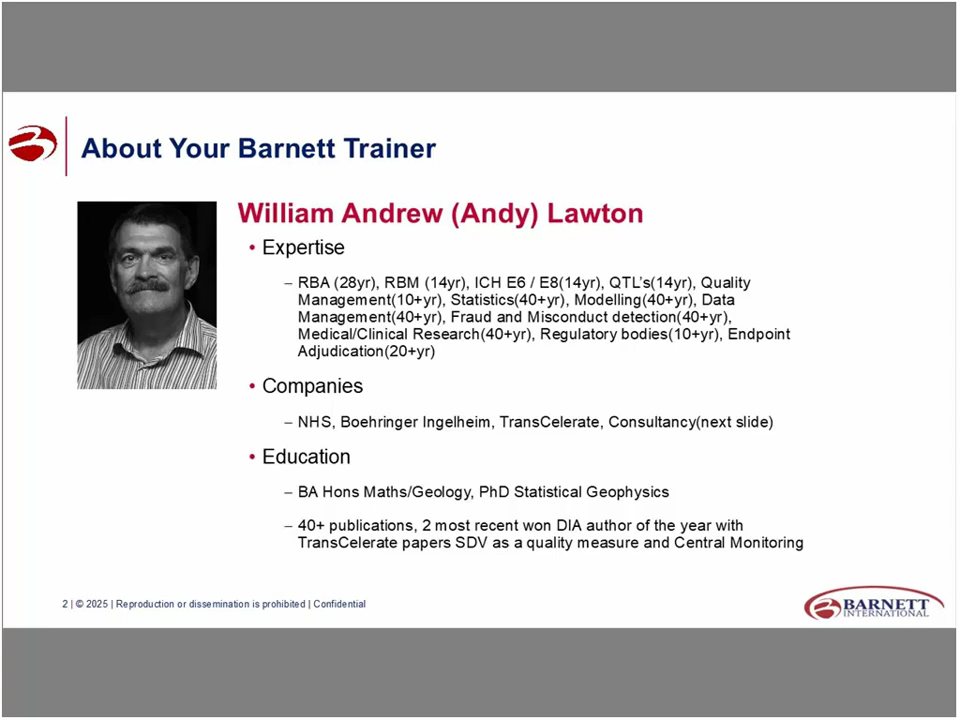 About Your Barnett Trainer
William Andrew (Andy) Lawton
• Expertise
– RBA (28yr), RBM (14yr), ICH E6 / E8(14yr), QTL's(14yr), Quality
Management(10+yr), Statistics(40+yr), Modelling(40+yr), Data
Management(40+yr), Fraud and Misconduct detection(40+yr),
Medical/Clinical Research(40+yr), Regulatory bodies(10+yr), Endpoint
Adjudication(20+yr)
• Companies
– NHS, Boehringer Ingelheim, TransCelerate, Consultancy(next slide)
• Education
– BA Hons Maths/Geology, PhD Statistical Geophysics
– 40+ publications, 2 most recent won DIA author of the year with
TransCelerate papers SDV as a quality measure and Central Monitoring
2 | © 2025 | Reproduction or dissemination is prohibited | Confidential
BARNETT
INTERNATIONAL